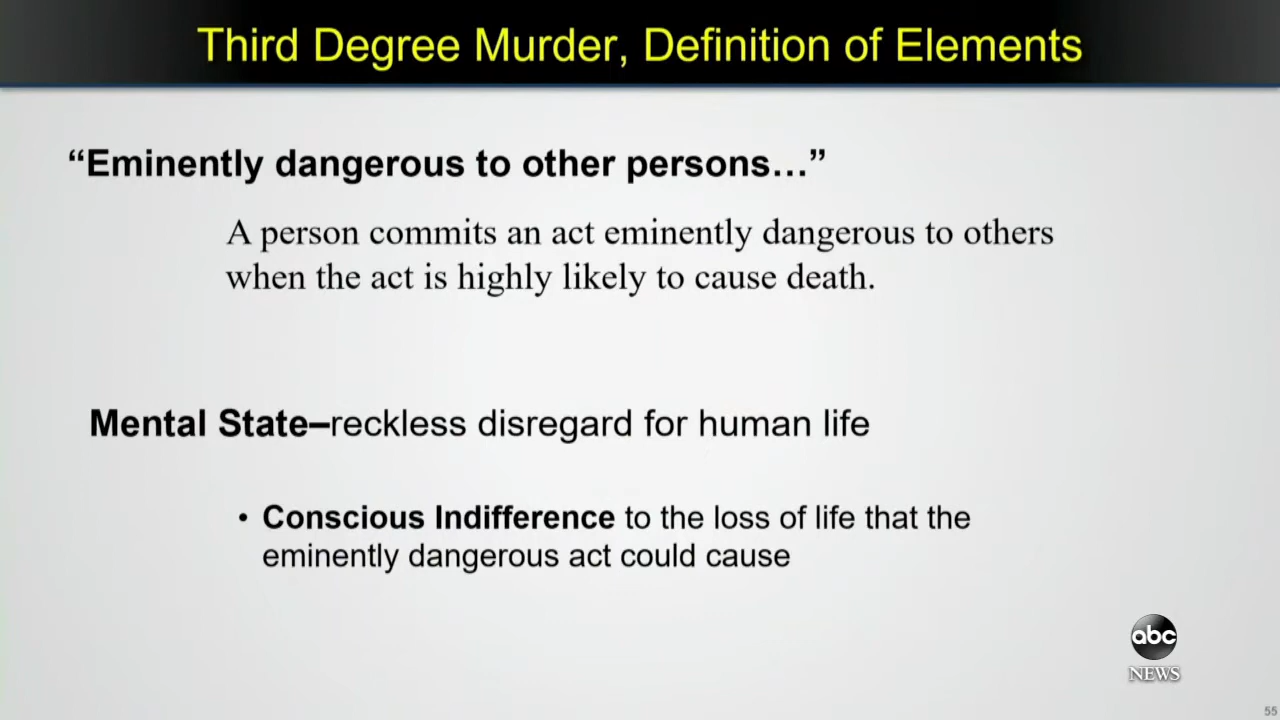 Third Degree Murder, Definition of Elements
“Eminently dangerous to other persons…”
A person commits an act eminently dangerous to others
when the act is highly likely to cause death.
Mental State–reckless disregard for human life
• Conscious Indifference to the loss of life that the
eminently dangerous act could cause
abc
NEWS
55